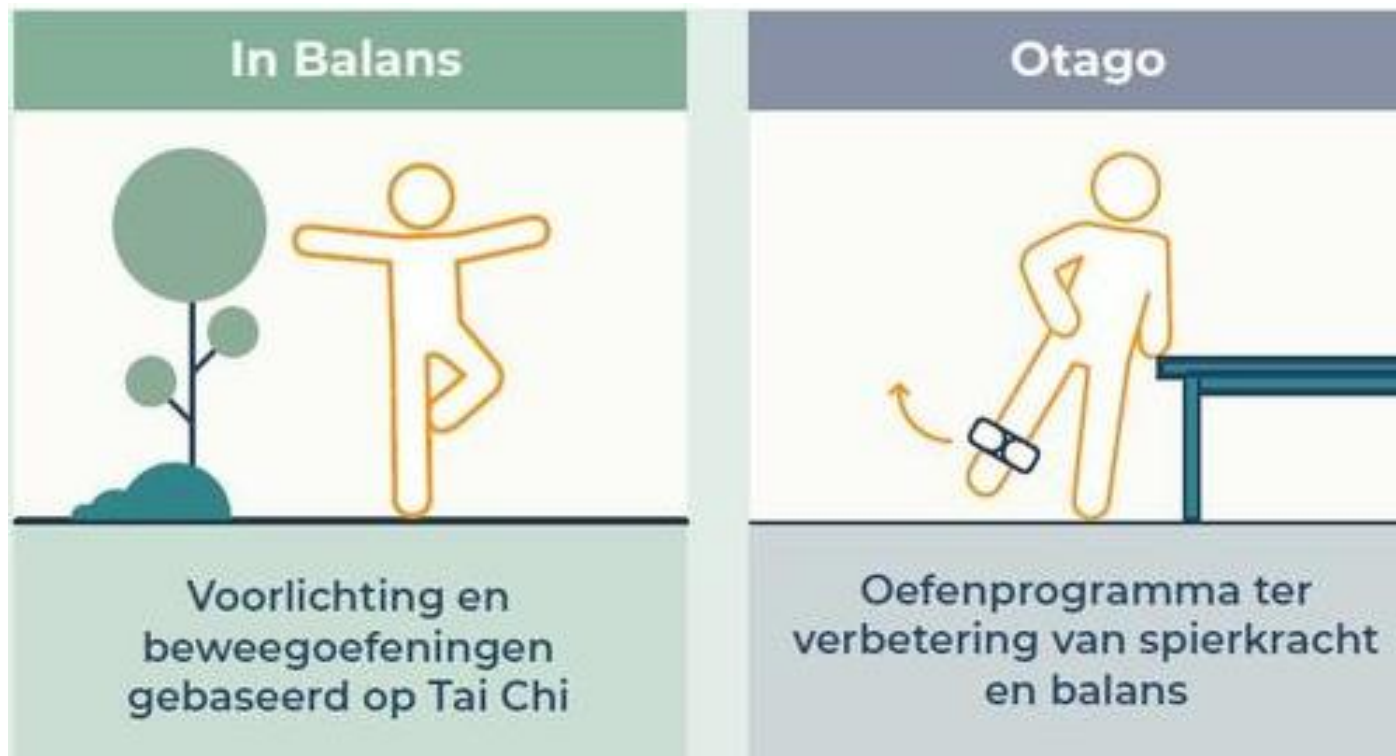 In Balans
Voorlichting en
beweegoefeningen
gebaseerd op Tai Chi
Otago
Oefenprogramma ter
verbetering van spierkracht
en balans